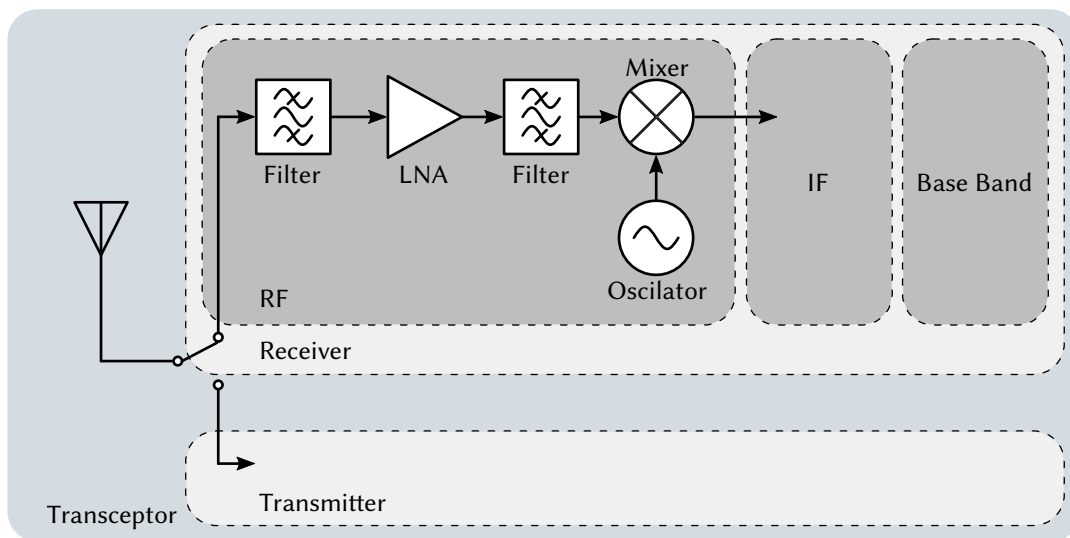 Mixer
Filter
LNA
Filter
IF
Base Band
Oscilator
RF
Receiver
Transmitter
Transceptor